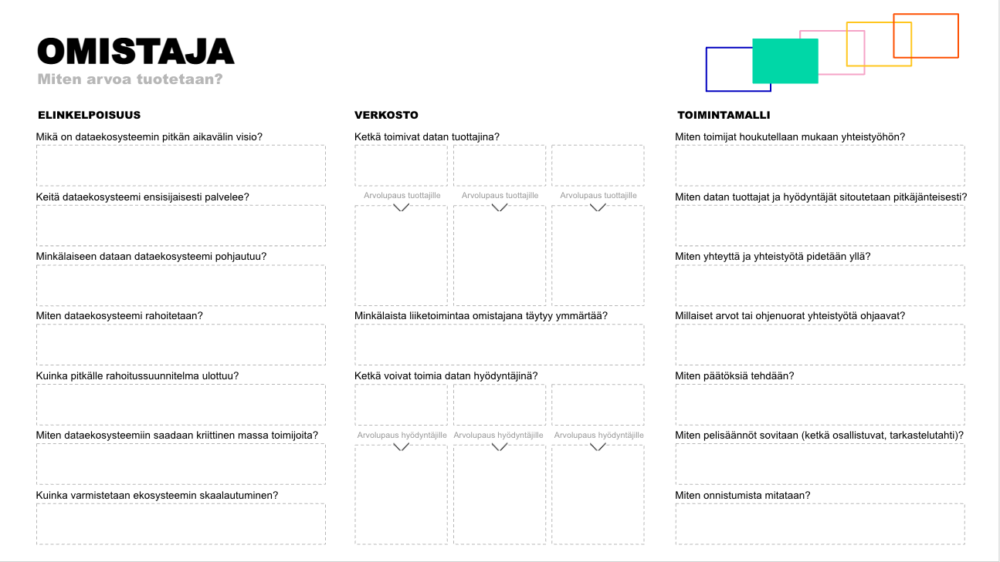 OMISTAJA
Miten arvoa tuotetaan?
ELINKELPOISUUS
Mikä on dataekosysteemin pitkän aikavälin visio?
Keitä dataekosysteemi ensisijaisesti palvelee?
Minkälaiseen dataan dataekosysteemi pohjautuu?
Miten dataekosysteemi rahoitetaan?
Kuinka pitkälle rahoitussuunnitelma ulottuu?
Miten dataekosysteemiin saadaan kriittinen massa toimijoita?
Kuinka varmistetaan ekosysteemin skaalautuminen?
VERKOSTO
Ketkä toimivat datan tuottajina?
Arvolupaus tuottajille
Arvolupaus tuottajille
Arvolupaus tuottajille
Minkälaista liiketoimintaa omistajana täytyy ymmärtää?
Ketkä voivat toimia datan hyödyntäjinä?
Arvolupaus hyödyntäjille
Arvolupaus hyödyntäjille
Arvolupaus hyödyntäjille
TOIMINTAMALLI
Miten toimijat houkutellaan mukaan yhteistyöhön?
Miten datan tuottajat ja hyödyntäjät sitoutetaan pitkäjänteisesti?
Miten yhteyttä ja yhteistyötä pidetään yllä?
Millaiset arvot tai ohjenuorat yhteistyötä ohjaavat?
Miten päätöksiä tehdään?
Miten pelisäännöt sovitaan (ketkä osallistuvat, tarkastelutahti)?
Miten onnistumista mitataan?